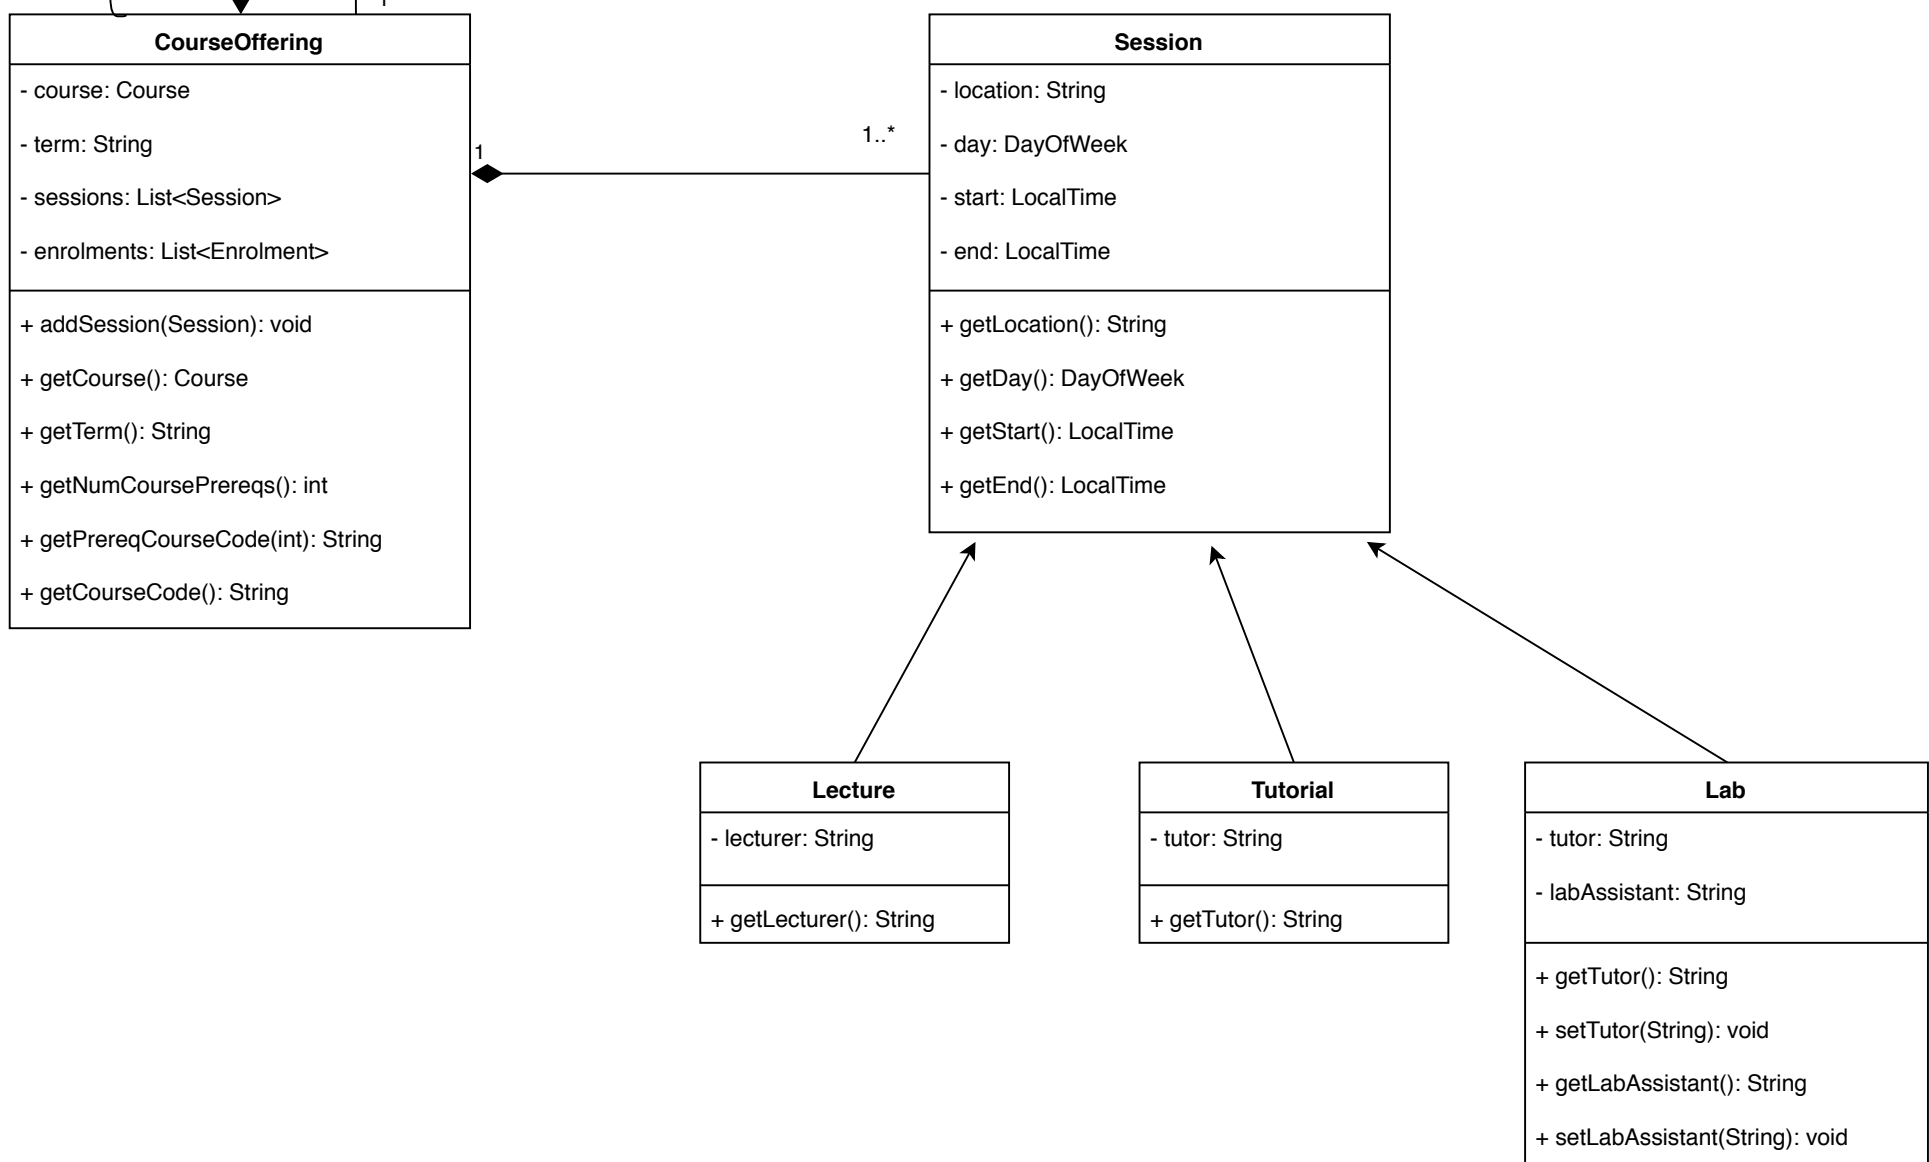 CourseOffering
- course: Course
- term: String
- sessions: List<Session>
- enrolments: List<Enrolment>
+ addSession(Session): void
+ getCourse(): Course
+ getTerm(): String
+ getNumCoursePrereqs(): int
+ getPrereqCourseCode(int): String
+ getCourseCode(): String
1
1..*
Session
- location: String
- day: DayOfWeek
- start: LocalTime
- end: LocalTime
+ getLocation(): String
+ getDay(): DayOfWeek
+ getStart(): LocalTime
+ getEnd(): LocalTime
Lecture
- lecturer: String
+ getLecturer(): String
Tutorial
- tutor: String
+ getTutor(): String
Lab
- tutor: String
- labAssistant: String
+ getTutor(): String
+ setTutor(String): void
+ getLabAssistant(): String
+ setLabAssistant(String): void